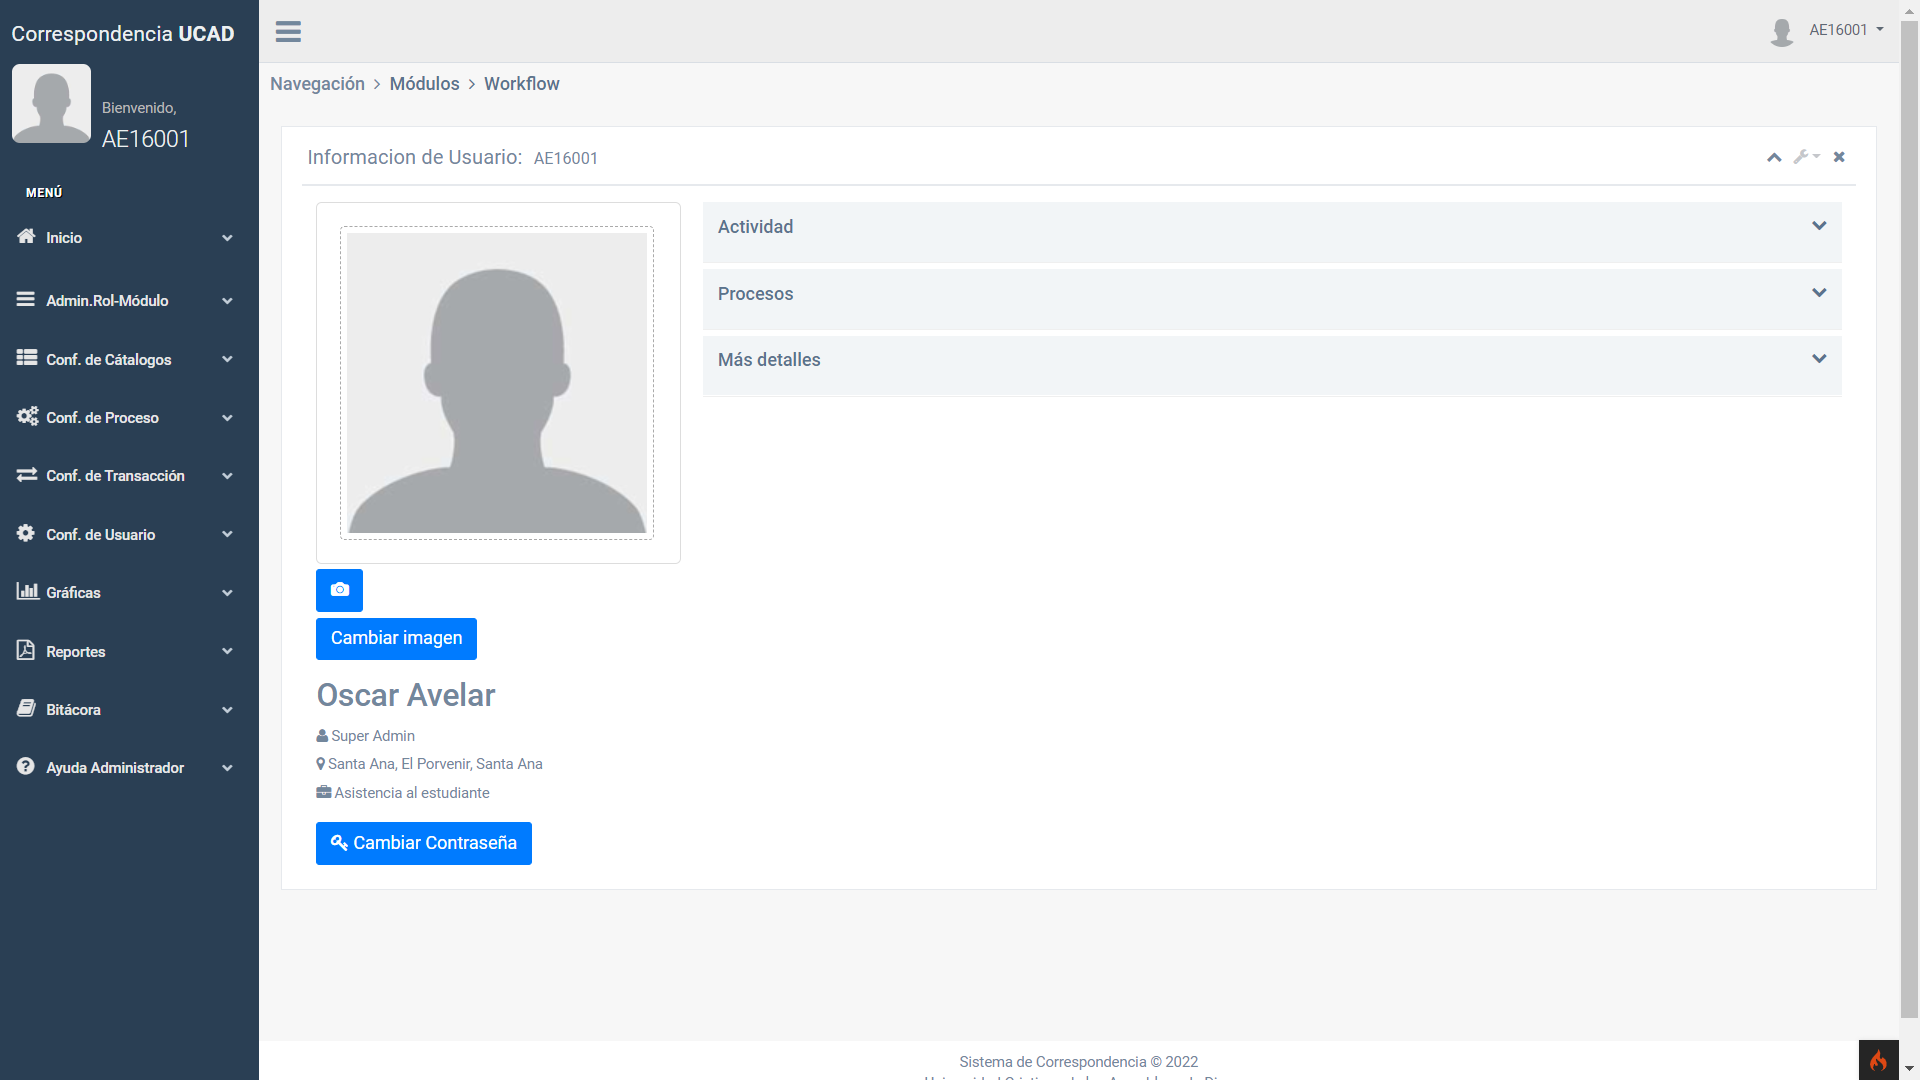 Correspondencia UCAD
Bienvenido,
AE16001
MENÚ
Inicio
Admin.Rol-Módulo
Conf. de Cátalogos
Conf. de Proceso
Conf. de Transacción
Conf. de Usuario
Gráficas
Reportes
Bitácora
Ayuda Administrador
AE16001
Navegación > Módulos > Workflow
Informacion de Usuario: AE16001
Cambiar imagen
Oscar Avelar
Super Admin
Santa Ana, El Porvenir, Santa Ana
Asistencia al estudiante
Cambiar Contraseña
Actividad
Procesos
Más detalles
Sistema de Correspondencia © 2022